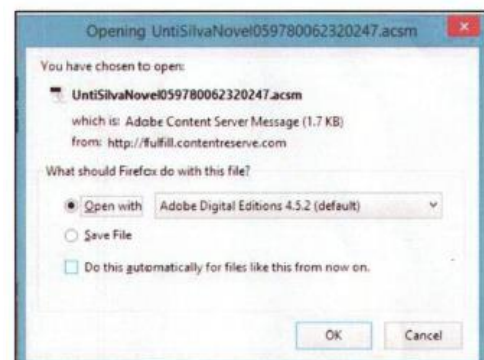 Opening UntiSilvaNovel059780062320247.acsm
You have chosen to open:
UntiSilvaNovel059780062320247.acsm
which is: Adobe Content Server Message (1.7 KB)
from: http://fulfill.contentreserve.com
What should Firefox do with this file?
Open with Adobe Digital Editions 4.5.2 (default)
Save File
Do this automatically for files like this from now on.
OK Cancel